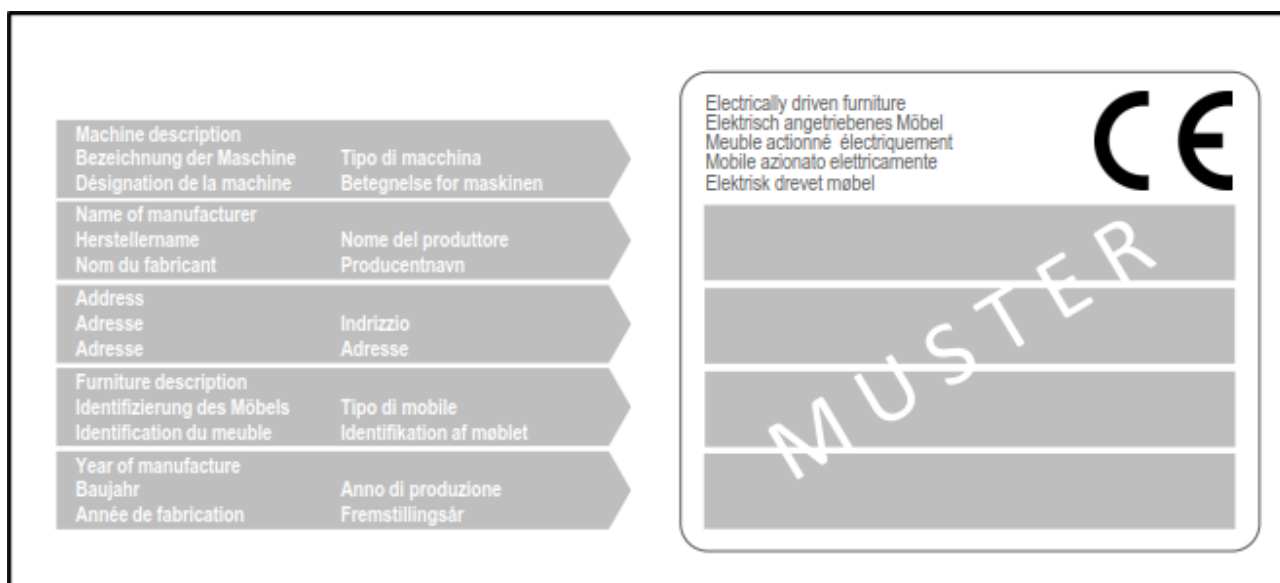 Machine description
Bezeichnung der Maschine Tipo di macchina
Désignation de la machine Betegnelse for maskinen
Name of manufacturer
Herstellername Nome del produttore
Nom du fabricant Producentnavn
Address
Adresse Indrizzio
Adresse Adresse
Furniture description
Identifizierung des Möbels Tipo di mobile
Identification du meuble Identifikation af møblet
Year of manufacture
Baujahr Anno di produzione
Année de fabrication Fremstillingsår
Electrically driven furniture
Elektrisch angetriebenes Möbel
Meuble actionné électriquement
Mobile azionato elettricamente
Elektrisk drevet møbel
CE
MUSTER